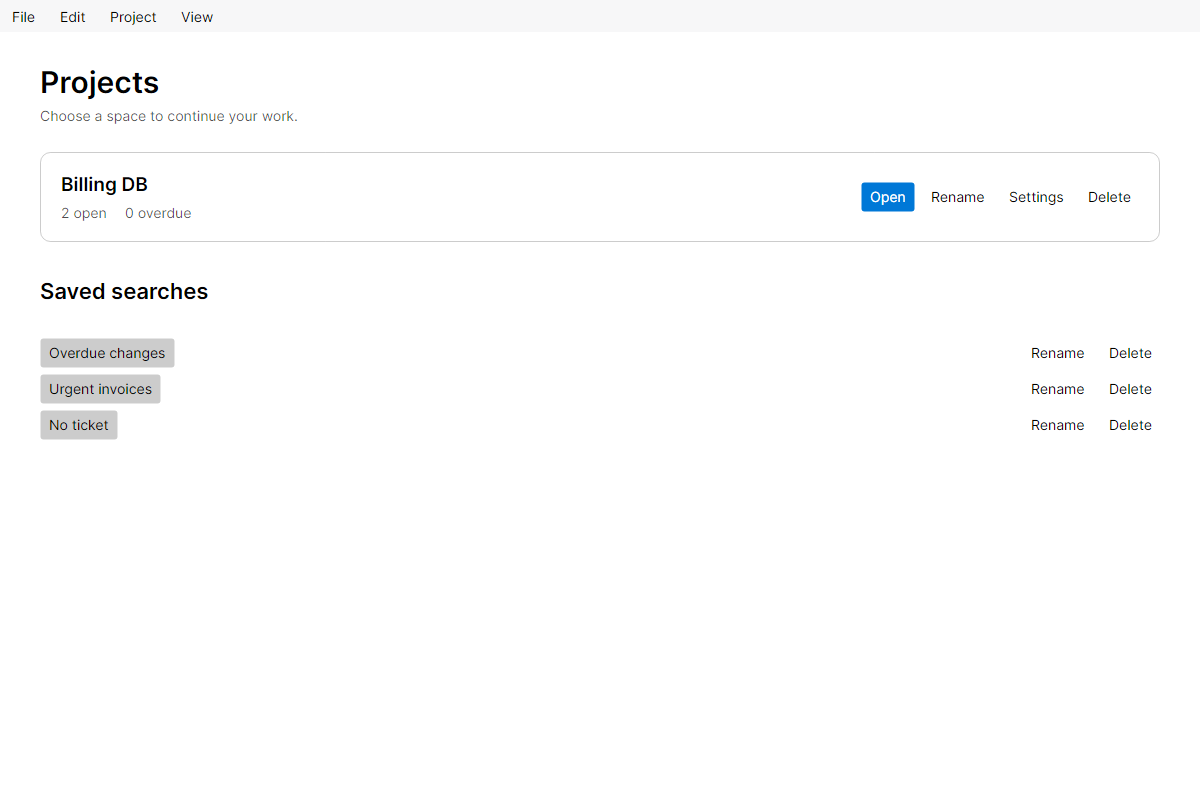 File Edit Project View
Projects
Choose a space to continue your work.
Billing DB
2 open 0 overdue
Open Rename Settings Delete
Saved searches
Overdue changes Rename Delete
Urgent invoices Rename Delete
No ticket Rename Delete